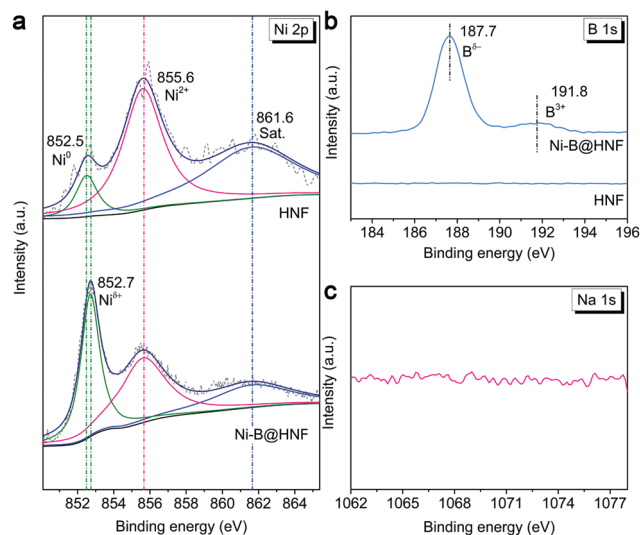 a
Ni 2p
855.6
Ni2+
852.5
Ni0
861.6
Sat.
HNF
852.7
Niδ+
Ni-B@HNF
Intensity (a.u.)
852 854 856 858 860 862 864
Binding energy (eV)
b
B 1s
187.7
Bδ−
191.8
B3+
Ni-B@HNF
HNF
Intensity (a.u.)
184 186 188 190 192 194 196
Binding energy (eV)
c
Na 1s
Intensity (a.u.)
1062 1065 1068 1071 1074 1077
Binding energy (eV)